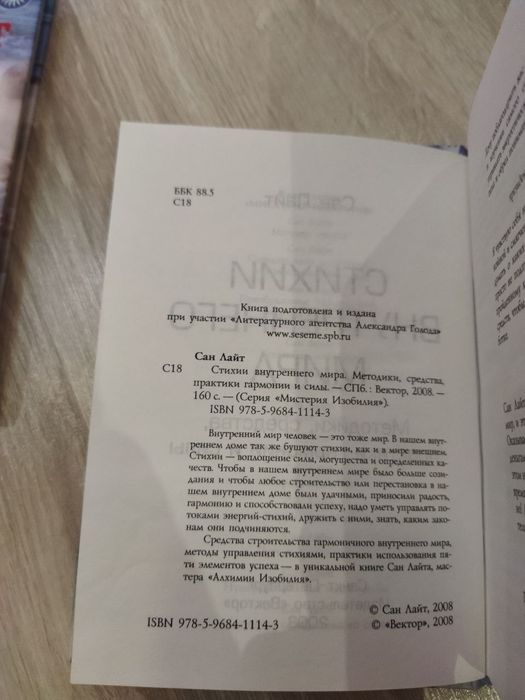 ББК 88.5
С18
Книга подготовлена и издана
при участии «Литературного агентства Александра Голода»
www.seseme.spb.ru
Сан Лайт
С18 Стихии внутреннего мира. Методики, средства,
практики гармонии и силы. — СПб.: Вектор, 2008. —
160 с. — (Серия «Мистерия Изобилия»).
ISBN 978-5-9684-1114-3
Внутренний мир человек — это тоже мир. В нашем внут-
реннем доме так же бушуют стихии, как и в мире внешнем.
Стихии — воплощение силы, могущества и определенных ка-
честв. Чтобы в нашем внутреннем мире было больше сози-
дания и чтобы любое строительство или перестановка в на-
шем внутреннем доме были удачными, приносили радость,
гармонию и способствовали успеху, надо уметь управлять по-
токами энергий-стихий, дружить с ними, знать, каким зако-
нам они подчиняются.
Средства строительства гармоничного внутреннего мира,
методы управления стихиями, практики использования пя-
ти элементов успеха — в уникальной книге Сан Лайта, мас-
тера «Алхимии Изобилия».
© Сан Лайт, 2008
ISBN 978-5-9684-1114-3 © «Вектор», 2008